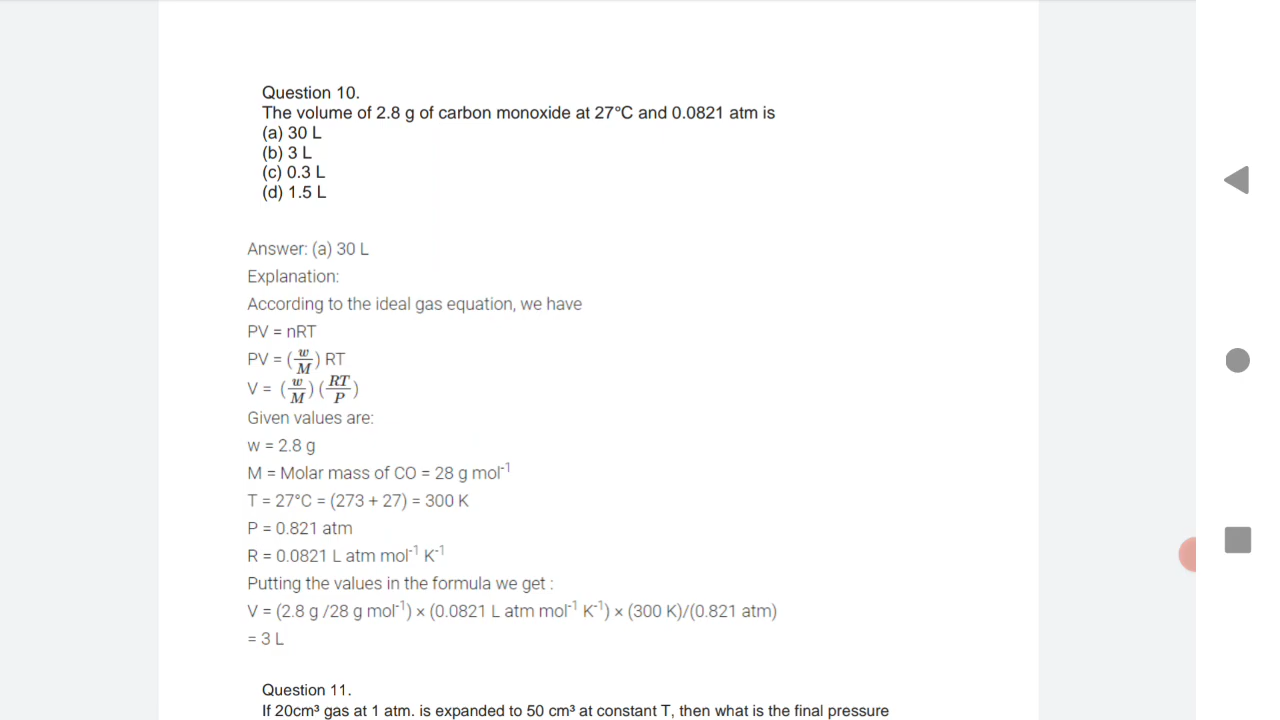 Question 10.
The volume of 2.8 g of carbon monoxide at 27°C and 0.0821 atm is
(a) 30 L
(b) 3 L
(c) 0.3 L
(d) 1.5 L
Answer: (a) 30 L
Explanation:
According to the ideal gas equation, we have
PV = nRT
PV = (w/M) RT
V = (w/M) (RT/P)
Given values are:
w = 2.8 g
M = Molar mass of CO = 28 g mol⁻¹
T = 27°C = (273 + 27) = 300 K
P = 0.821 atm
R = 0.0821 L atm mol⁻¹ K⁻¹
Putting the values in the formula we get :
V = (2.8 g /28 g mol⁻¹) × (0.0821 L atm mol⁻¹ K⁻¹) × (300 K)/(0.821 atm)
= 3 L
Question 11.
If 20cm³ gas at 1 atm. is expanded to 50 cm³ at constant T, then what is the final pressure